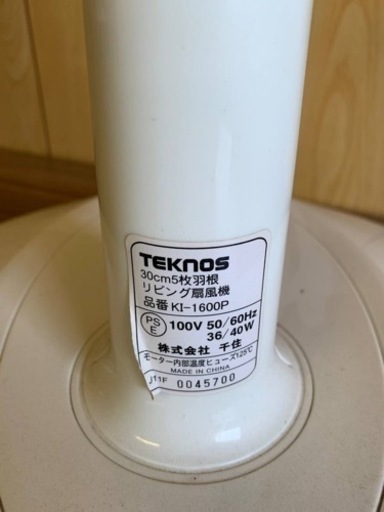 TEKNOS
30cm5枚羽根
リビング扇風機
品番 KI-1600P
PS E 100V 50/60Hz
36/40W
株式会社 千住
モーター内部温度ヒューズ125℃
MADE IN CHINA
J11F 0045700